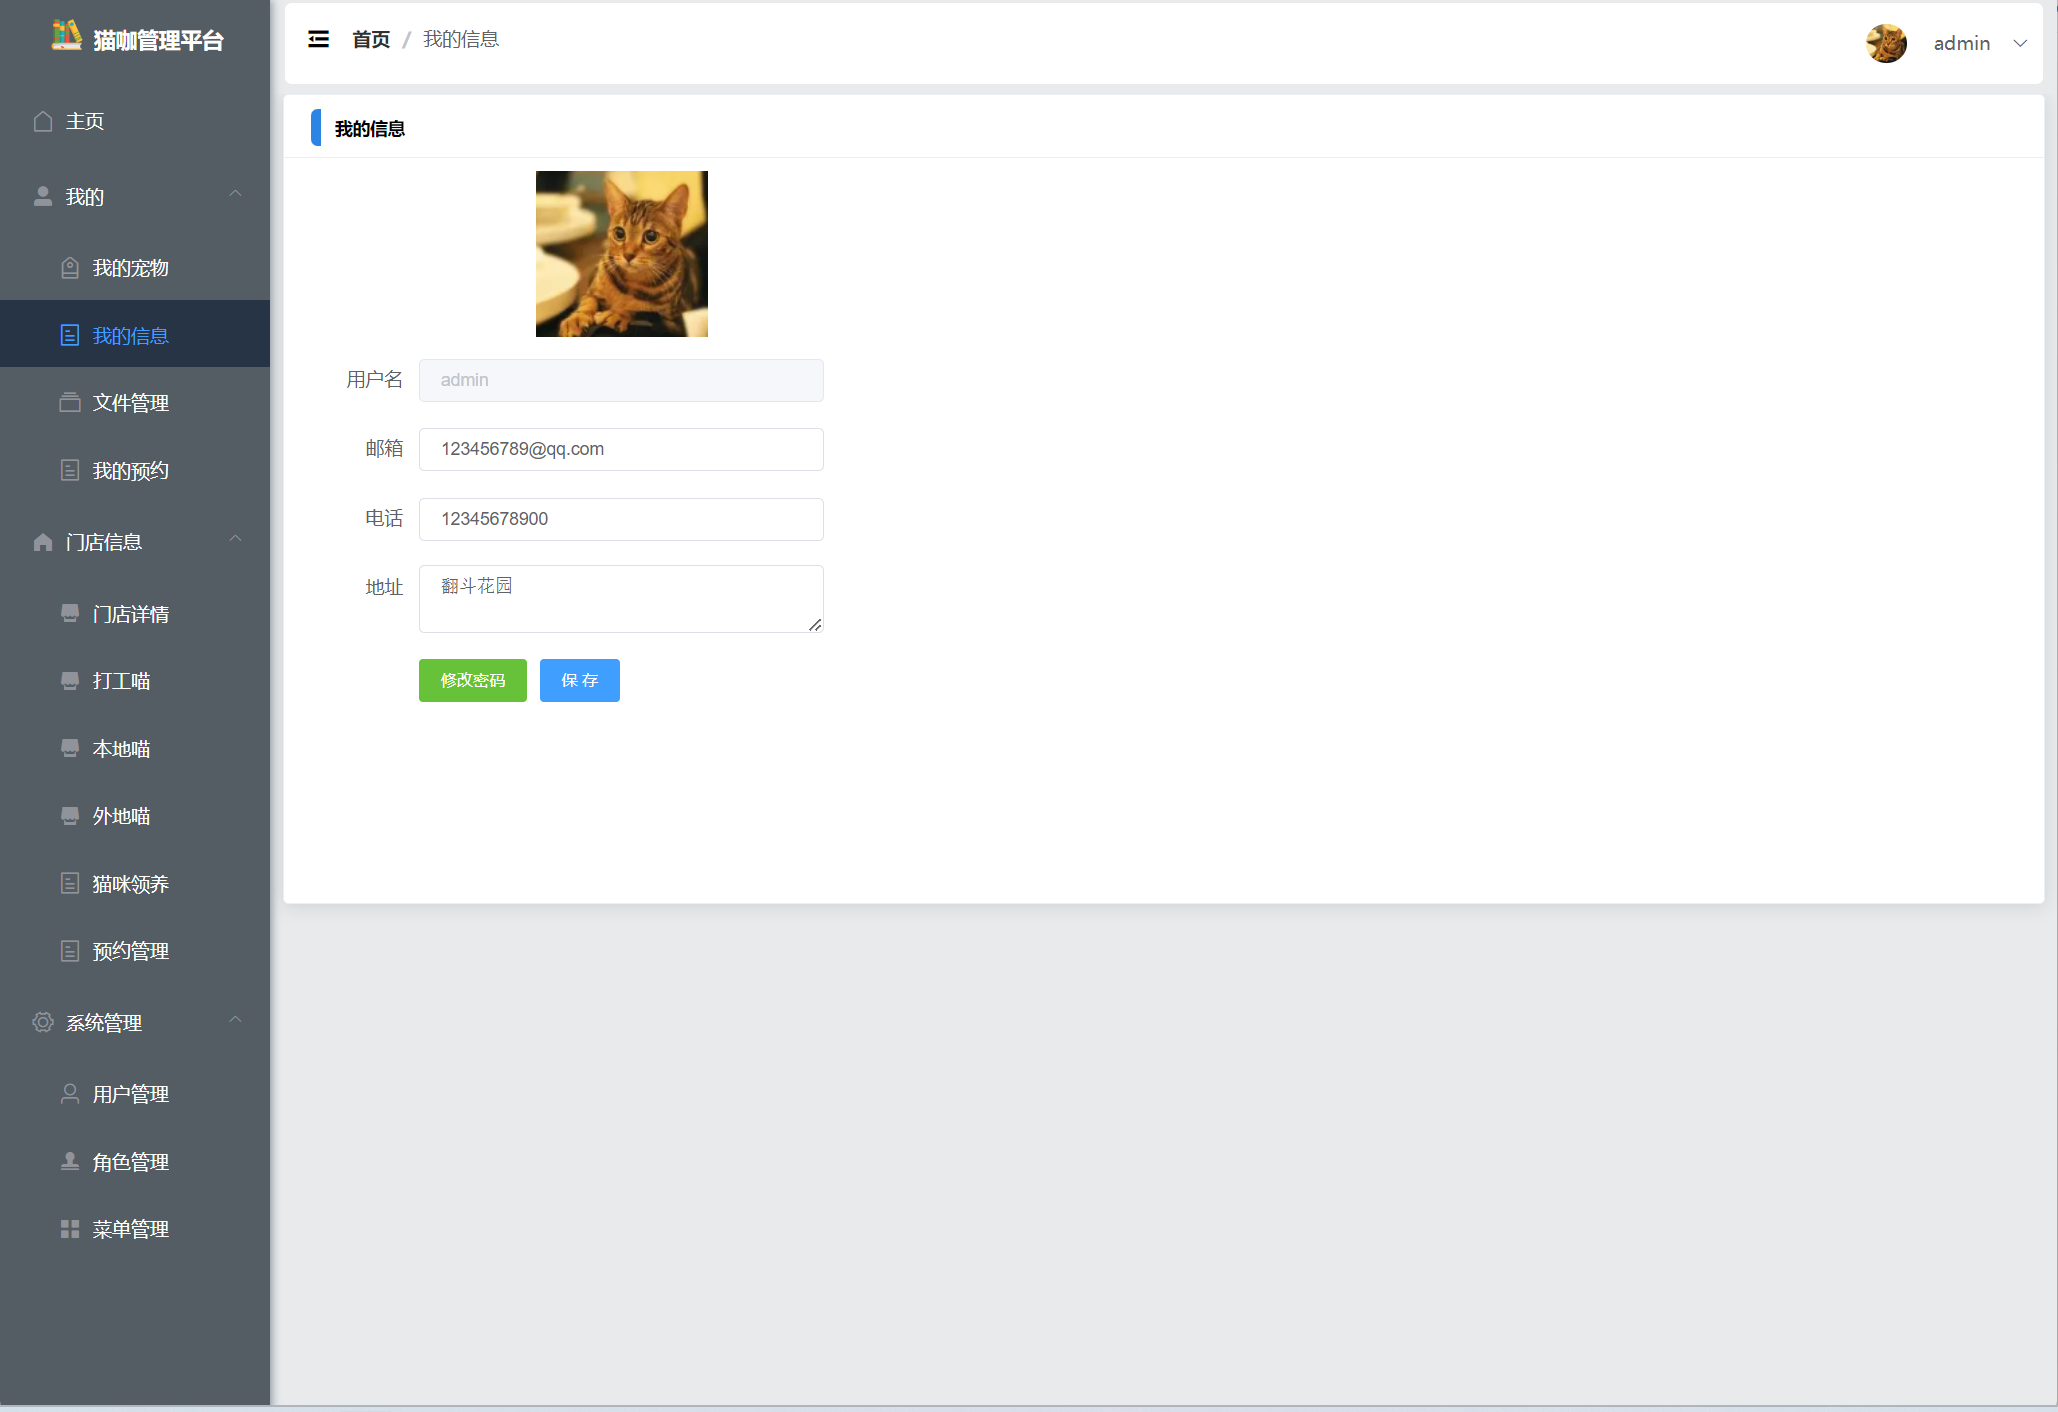 猫咖管理平台
主页
我的
我的宠物
我的信息
文件管理
我的预约
门店信息
门店详情
打工喵
本地喵
外地喵
猫咪领养
预约管理
系统管理
用户管理
角色管理
菜单管理
首页 / 我的信息
admin
我的信息
用户名 admin
邮箱 123456789@qq.com
电话 12345678900
地址 翻斗花园
修改密码 保 存